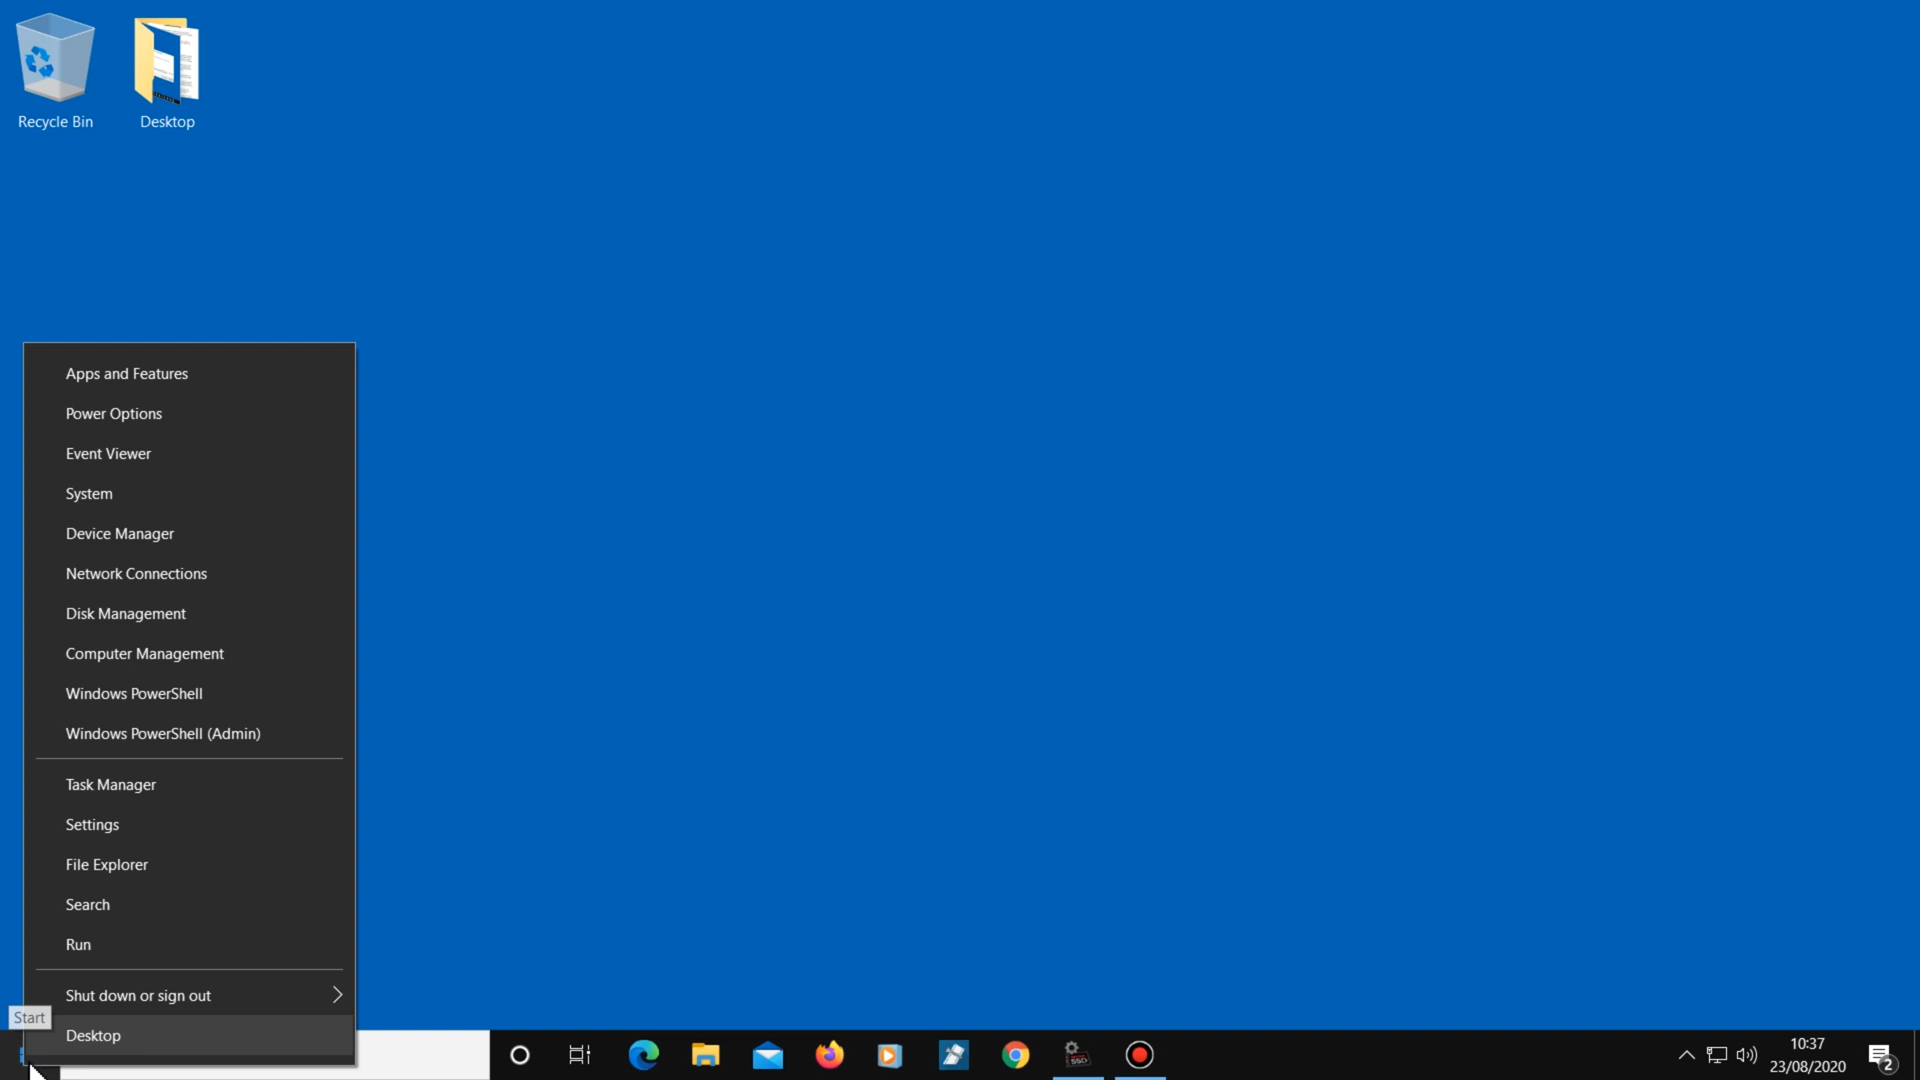 Recycle Bin
Desktop
Apps and Features
Power Options
Event Viewer
System
Device Manager
Network Connections
Disk Management
Computer Management
Windows PowerShell
Windows PowerShell (Admin)
Task Manager
Settings
File Explorer
Search
Run
Shut down or sign out
Start
Desktop
SSD
10:37
23/08/2020
2